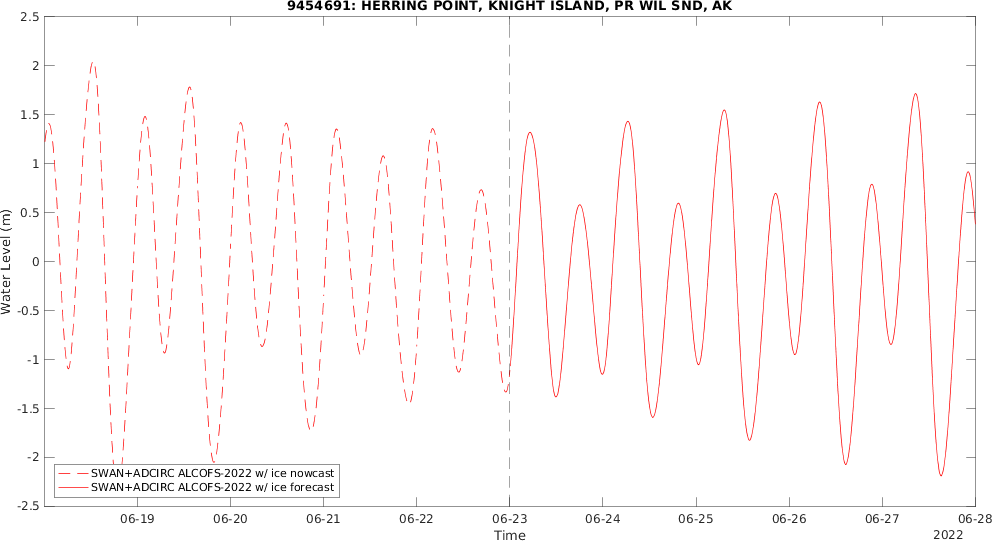 9454691: HERRING POINT, KNIGHT ISLAND, PR WIL SND, AK
2.5
2
1.5
1
0.5
0
-0.5
-1
-1.5
-2
-2.5
Water Level (m)
SWAN+ADCIRC ALCOFS-2022 w/ ice nowcast
SWAN+ADCIRC ALCOFS-2022 w/ ice forecast
06-19 06-20 06-21 06-22 06-23 06-24 06-25 06-26 06-27 06-28
Time
2022